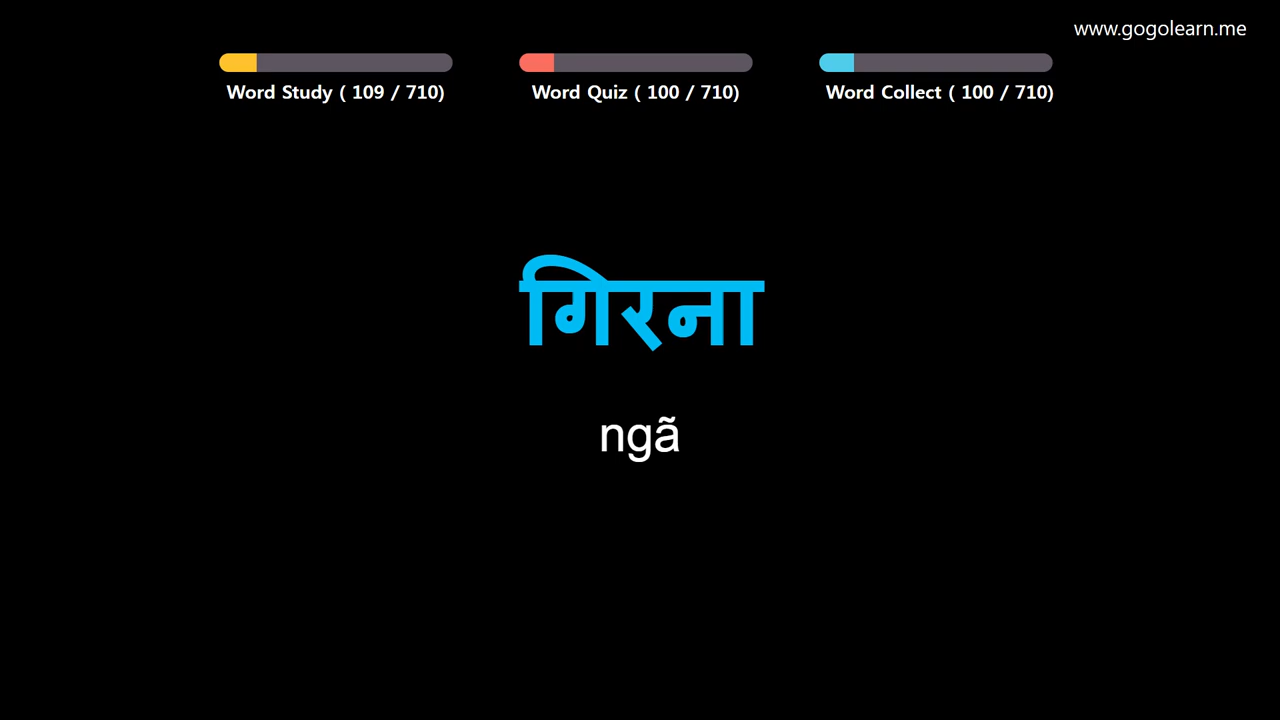 www.gogolearn.me
Word Study ( 109 / 710)
Word Quiz ( 100 / 710)
Word Collect ( 100 / 710)
गिरना
ngã